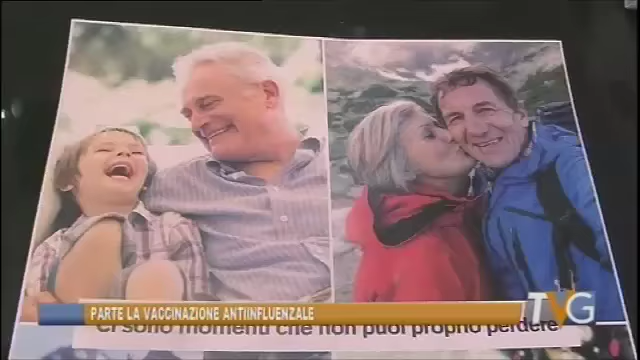 PARTE LA VACCINAZIONE ANTIINFLUENZALE
TVG
Ci sono momenti che non puoi proprio perdere